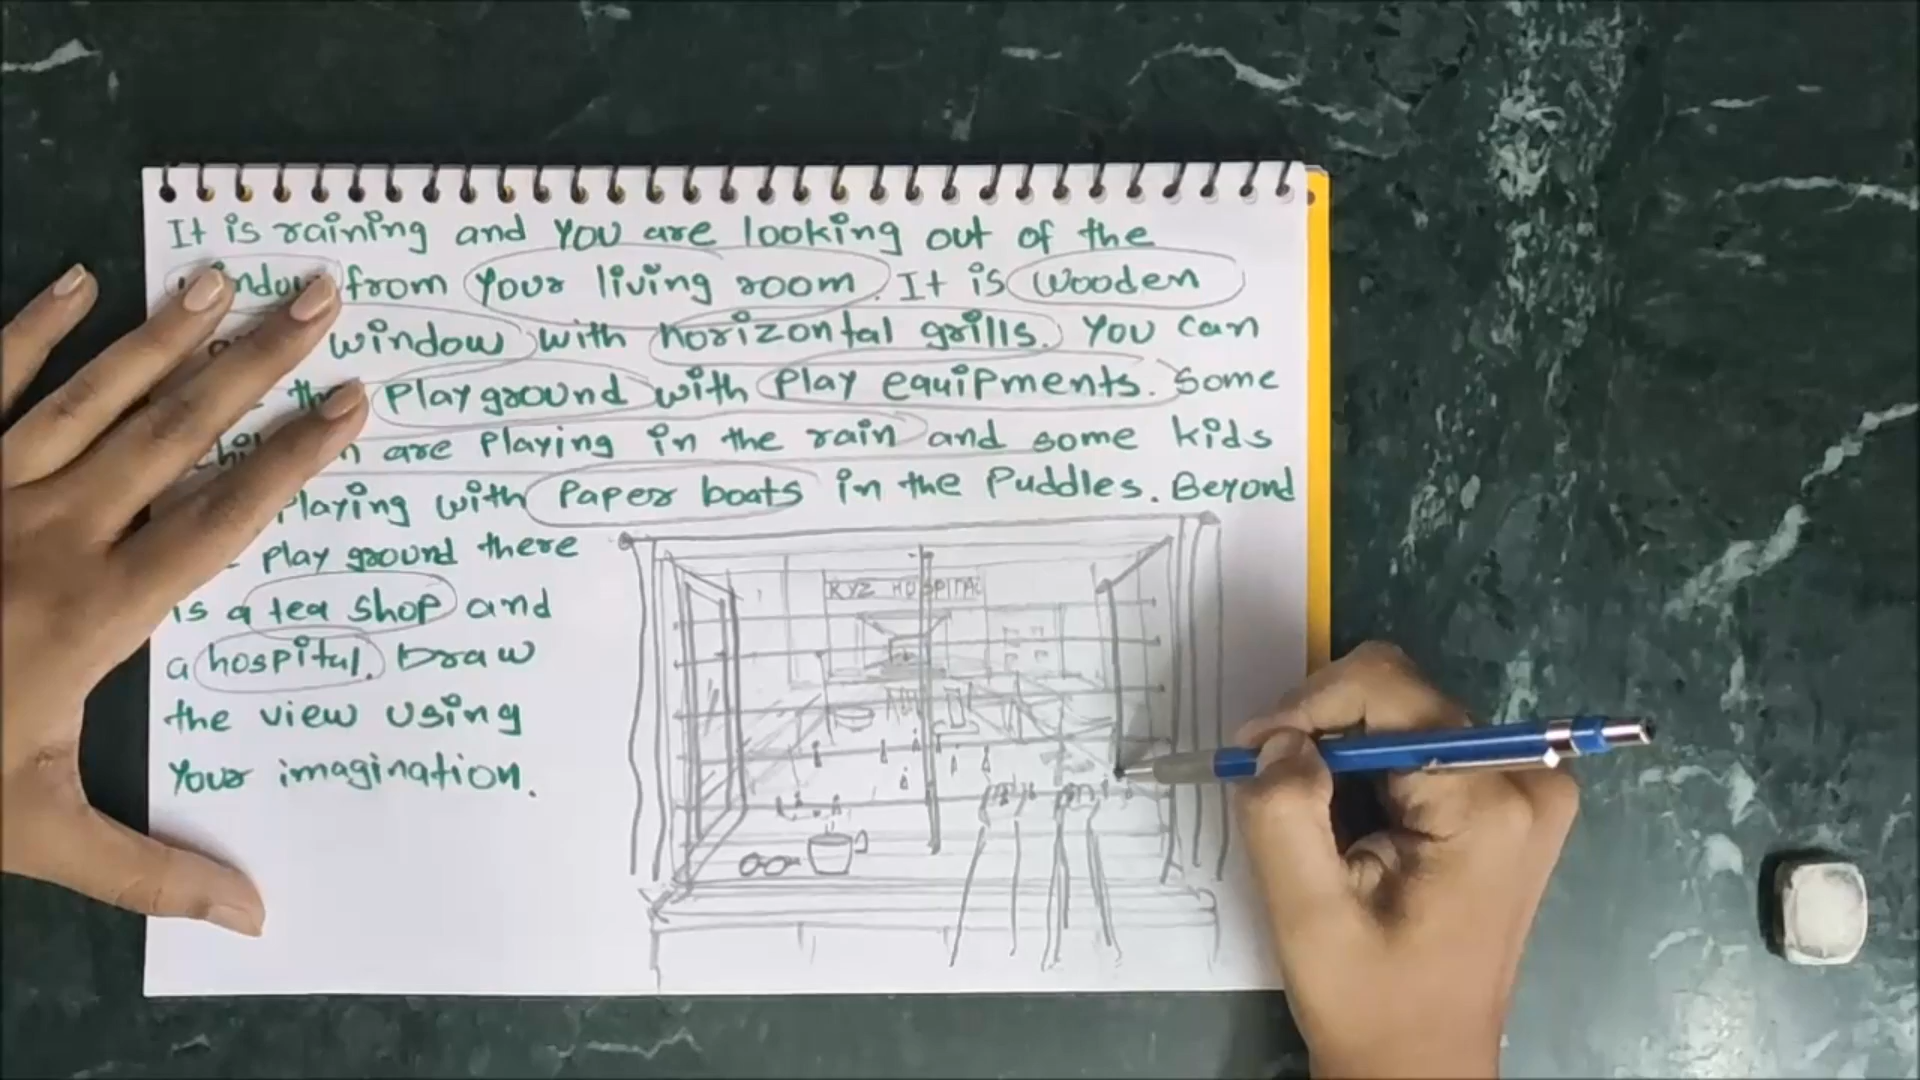 It is raining and you are looking out of the
window from your living room. It is wooden
window with horizontal grills. You can
the playground with play equipments. Some
are playing in the rain and some kids
playing with paper boats in the puddles. Beyond
play ground there
is a tea shop and
a hospital. Draw
the view using
your imagination.
XYZ HOSPITAL